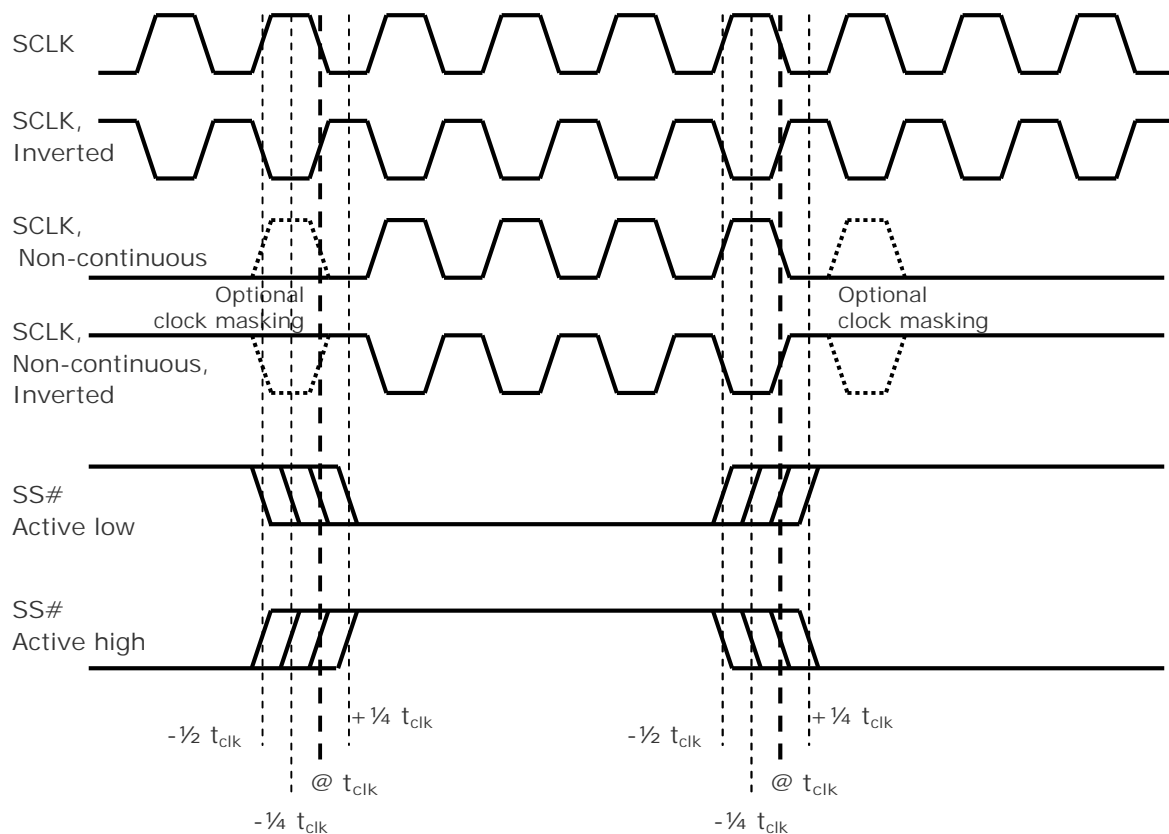 SCLK
SCLK,
Inverted
SCLK,
Non-continuous
Optional
clock masking
Optional
clock masking
SCLK,
Non-continuous,
Inverted
SS#
Active low
SS#
Active high
-½ tclk
+¼ tclk
-½ tclk
+¼ tclk
@ tclk
@ tclk
-¼ tclk
-¼ tclk